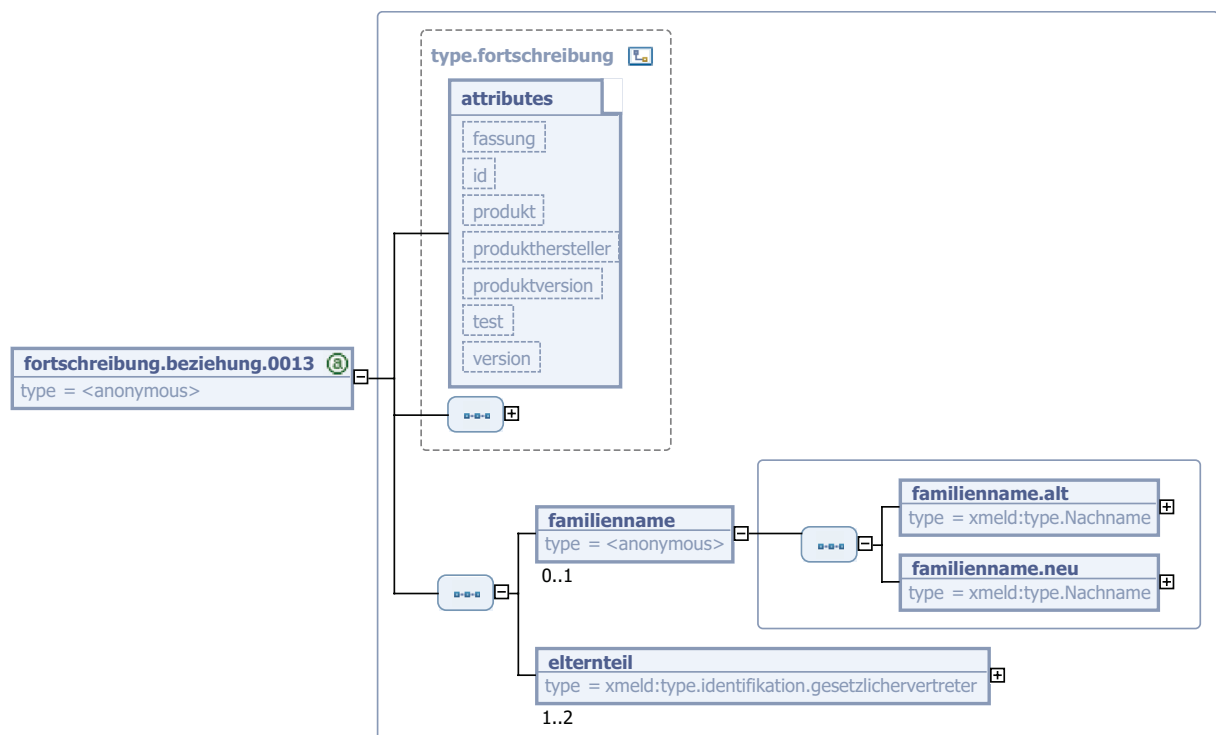 type.fortschreibung
attributes
fassung
id
produkt
produkthersteller
produktversion
test
version
fortschreibung.beziehung.0013 a
type = <anonymous>
familienname
type = <anonymous>
0..1
familienname.alt
type = xmeld:type.Nachname
familienname.neu
type = xmeld:type.Nachname
elternteil
type = xmeld:type.identifikation.gesetzlichervertreter
1..2